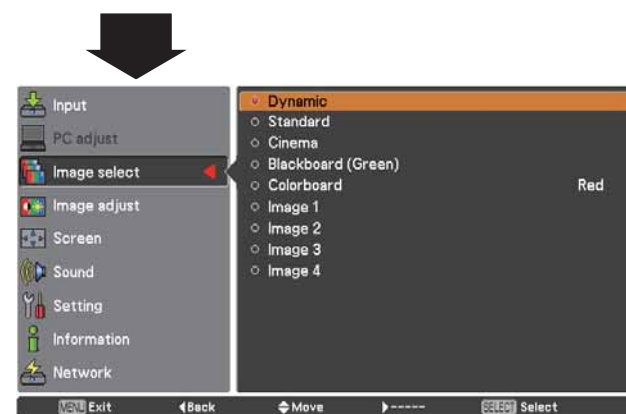 Input
PC adjust
Image select
Image adjust
Screen
Sound
Setting
Information
Network
Dynamic
Standard
Cinema
Blackboard (Green)
Colorboard Red
Image 1
Image 2
Image 3
Image 4
MENU Exit Back Move ----- SELECT Select